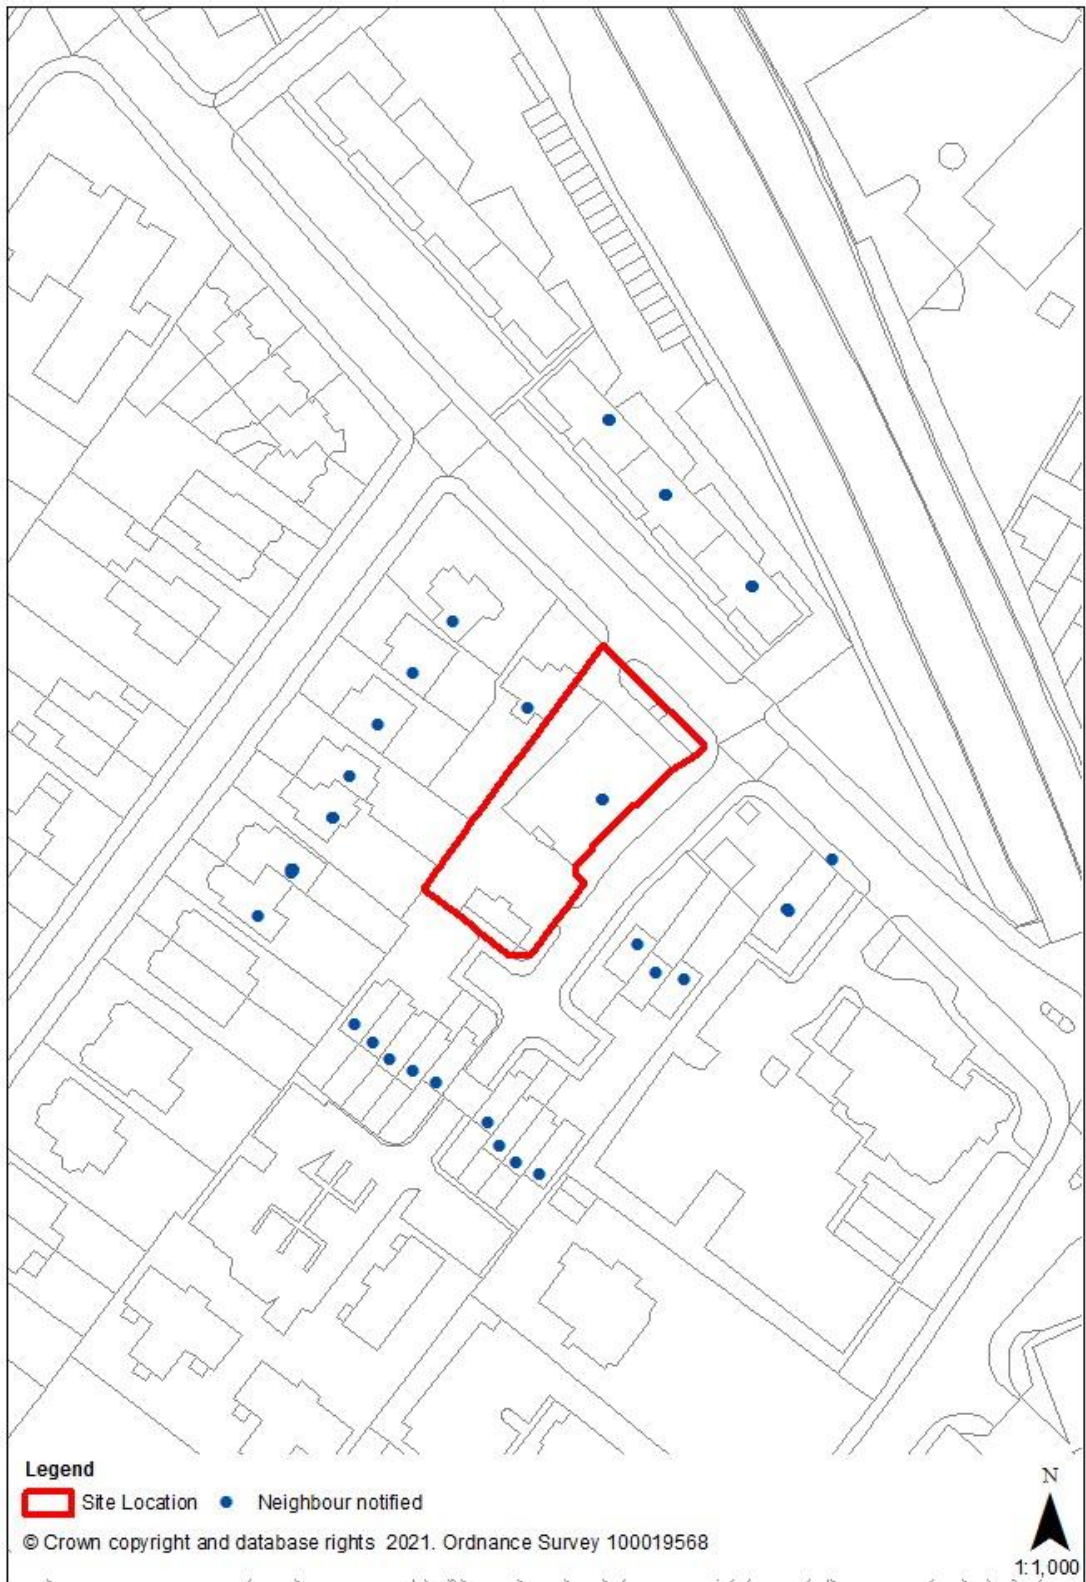 Legend
Site Location Neighbour notified
© Crown copyright and database rights 2021. Ordnance Survey 100019568
N
1:1,000